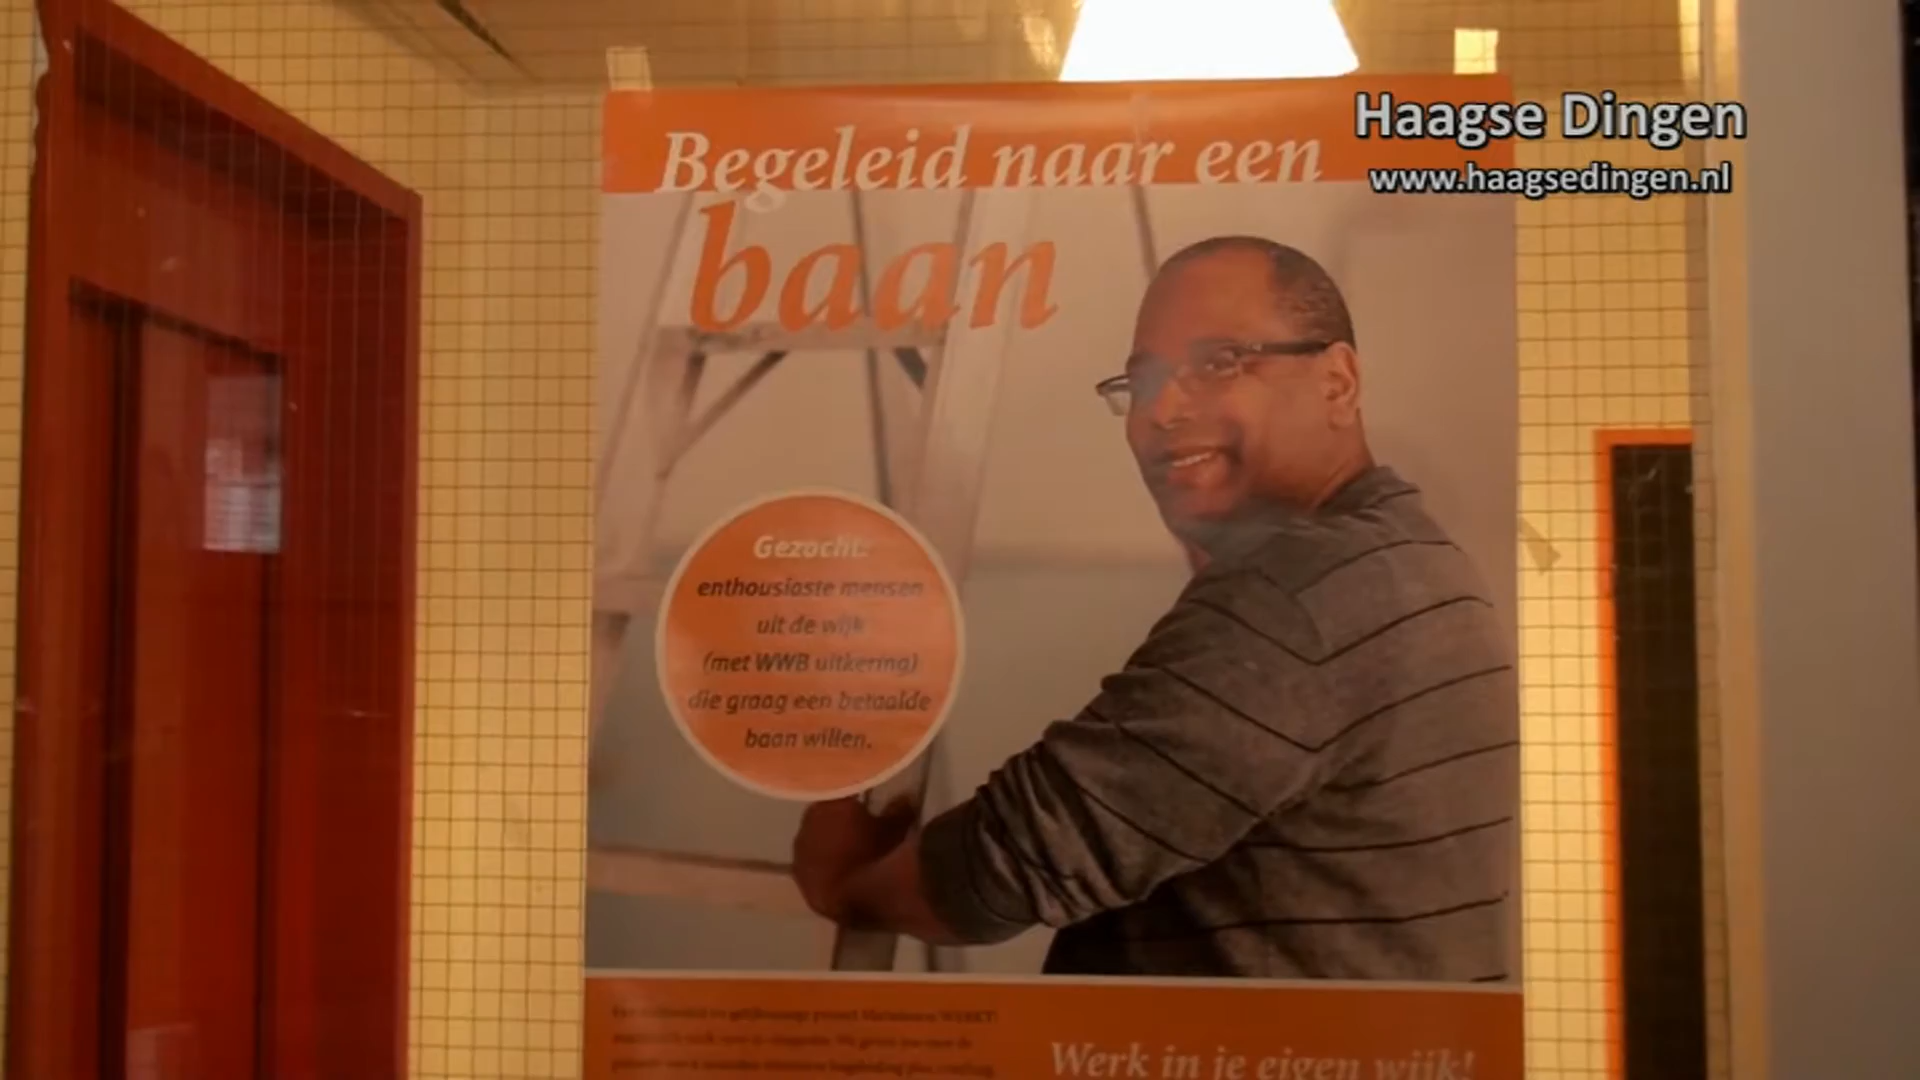 Haagse Dingen
www.haagsedingen.nl
Begeleid naar een
baan
Gezocht:
enthousiaste mensen
uit de wijk
(met WWB uitkering)
die graag een betaalde
baan willen.
Werk in je eigen wijk!